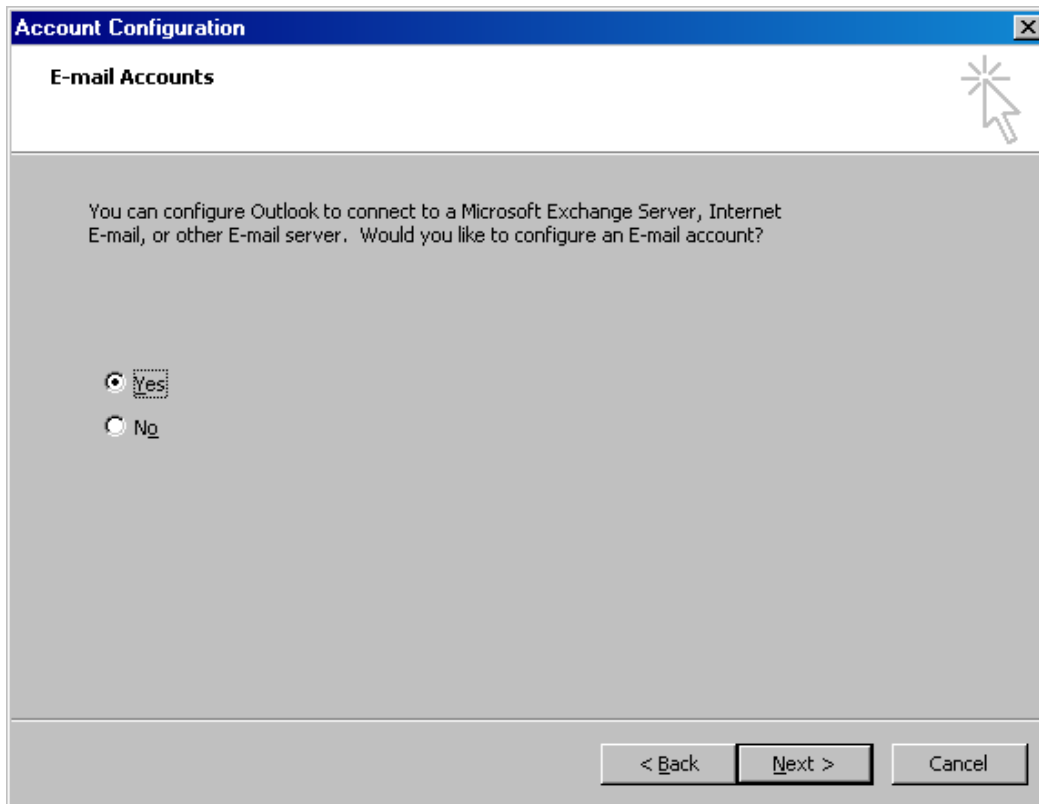 Account Configuration
E-mail Accounts
You can configure Outlook to connect to a Microsoft Exchange Server, Internet
E-mail, or other E-mail server.  Would you like to configure an E-mail account?
Yes
No
< Back
Next >
Cancel